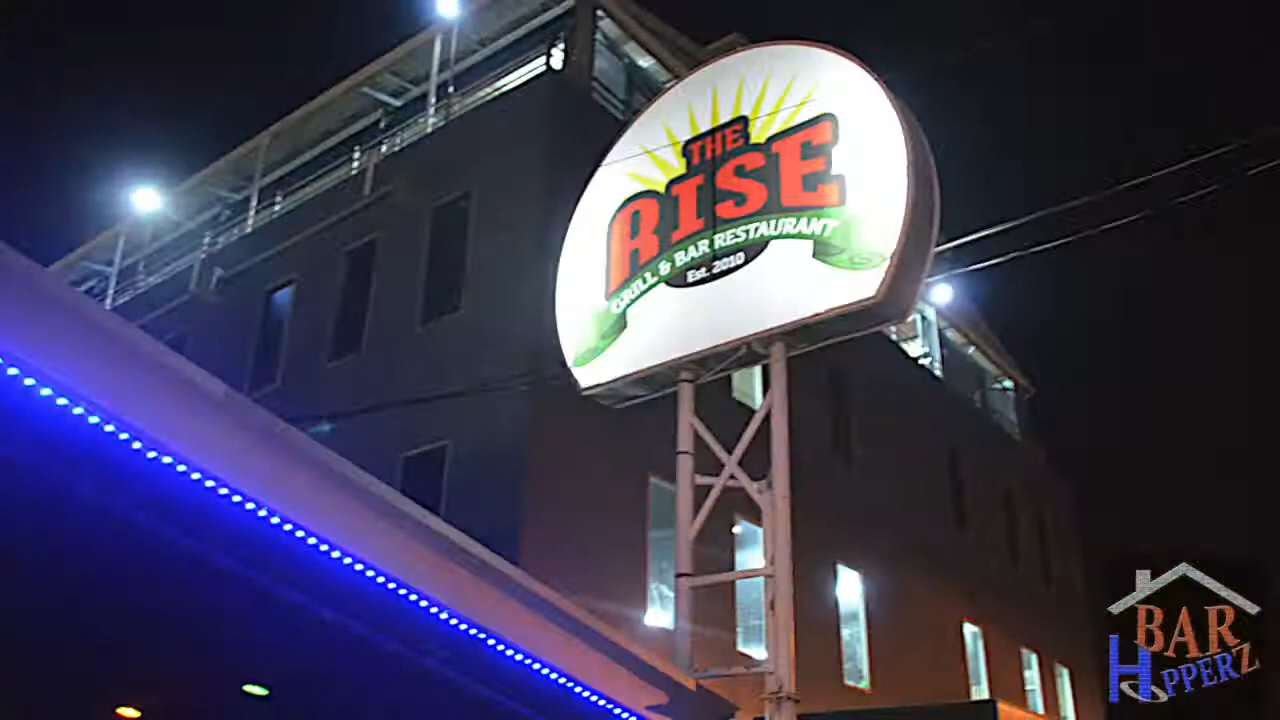 THE
RISE
GRILL & BAR RESTAURANT
Est. 2010
BAR
HOPPERZ